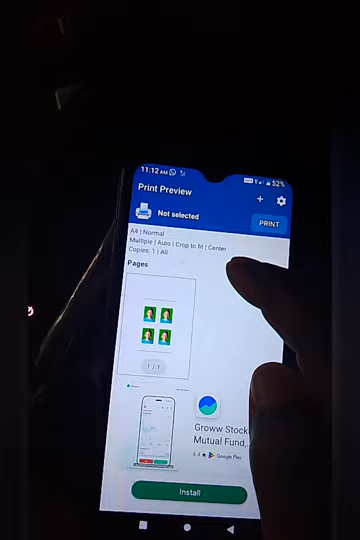 11:12 AM 52%
Print Preview
Not selected
PRINT
A4 | Normal
Multiple | Auto | Crop to fit | Center
Copies: 1 | All
Pages
1 / 1
Groww Stock
Mutual Fund,
4.4 ★ Google Play
Install